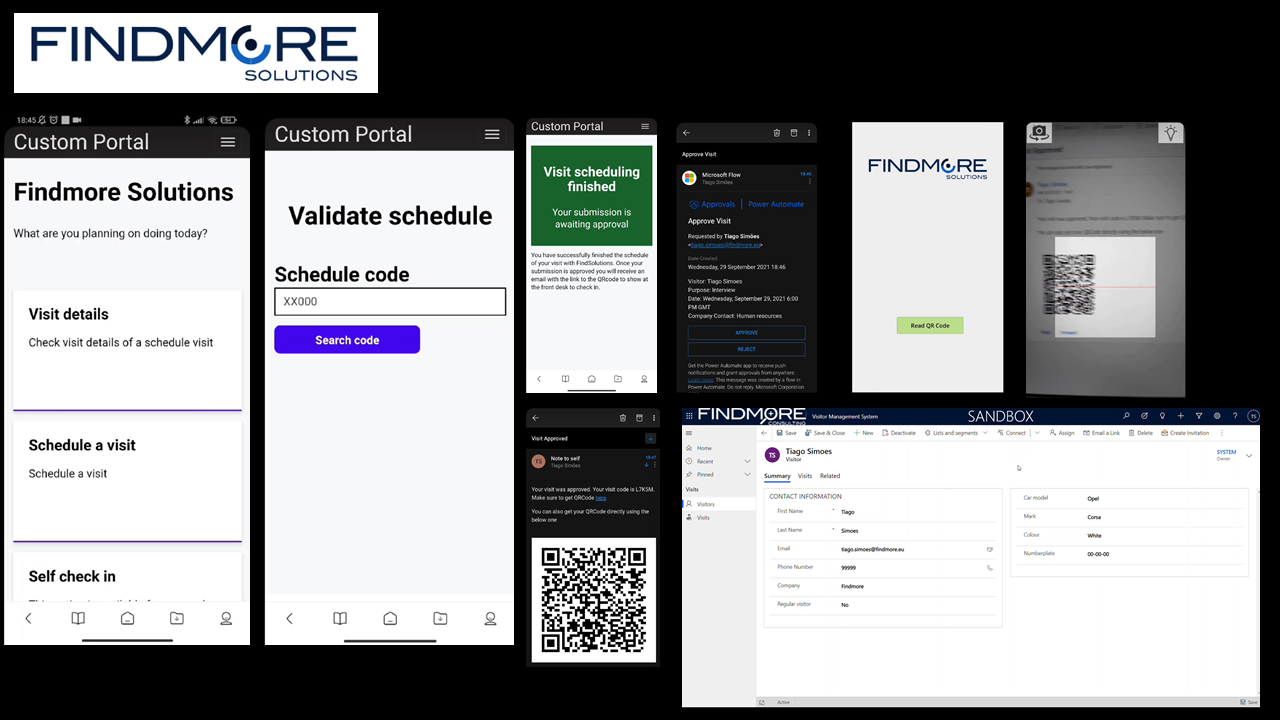 FINDMORE
SOLUTIONS
18:45
Custom Portal
Findmore Solutions
What are you planning on doing today?
Visit details
Check visit details of a schedule visit
Schedule a visit
Schedule a visit
Self check in
Custom Portal
Validate schedule
Schedule code
XX000
Search code
Custom Portal
Visit scheduling
finished
Your submission is
awaiting approval
You have successfully finished the schedule
of your visit with FindSolutions. Once your
submission is approved you will receive an
email with the link to the QRcode to show at
the front desk to check in.
Approve Visit
Microsoft Flow
18:46
Tiago Simões
Approvals | Power Automate
Approve Visit
Requested by Tiago Simões
<tiago.simoes@findmore.eu>
Date Created
Wednesday, 29 September 2021 18:46
Visitor: Tiago Simoes
Purpose: Interview
Date: Wednesday, September 29, 2021 6:00
PM GMT
Company Contact: Human resources
APPROVE
REJECT
Get the Power Automate app to receive push
notifications and grant approvals from anywhere.
Learn more. This message was created by a flow in
Power Automate. Do not reply. Microsoft Corporation
FINDMORE
SOLUTIONS
Read QR Code
Visit Approved
TS
Note to self
18:47
Tiago Simões
Your visit was approved. Your visit code is L7K5M.
Make sure to get QRCode here
You can also get your QRCode directly using the
below one
FINDMORE
CONSULTING
Visitor Management System
SANDBOX
TS
Save
Save & Close
New
Deactivate
Lists and segments
Connect
Assign
Email a Link
Delete
Create Invitation
Home
Recent
Pinned
Visits
Visitors
Visits
TS
Tiago Simoes
Visitor
SYSTEM
Owner
Summary
Visits
Related
CONTACT INFORMATION
First Name * Tiago
Last Name * Simoes
Email tiago.simoes@findmore.eu
Phone Number 99999
Company Findmore
Regular visitor No
Car model Opel
Mark Corsa
Colour White
Numberplate 00-00-00
Active
Save